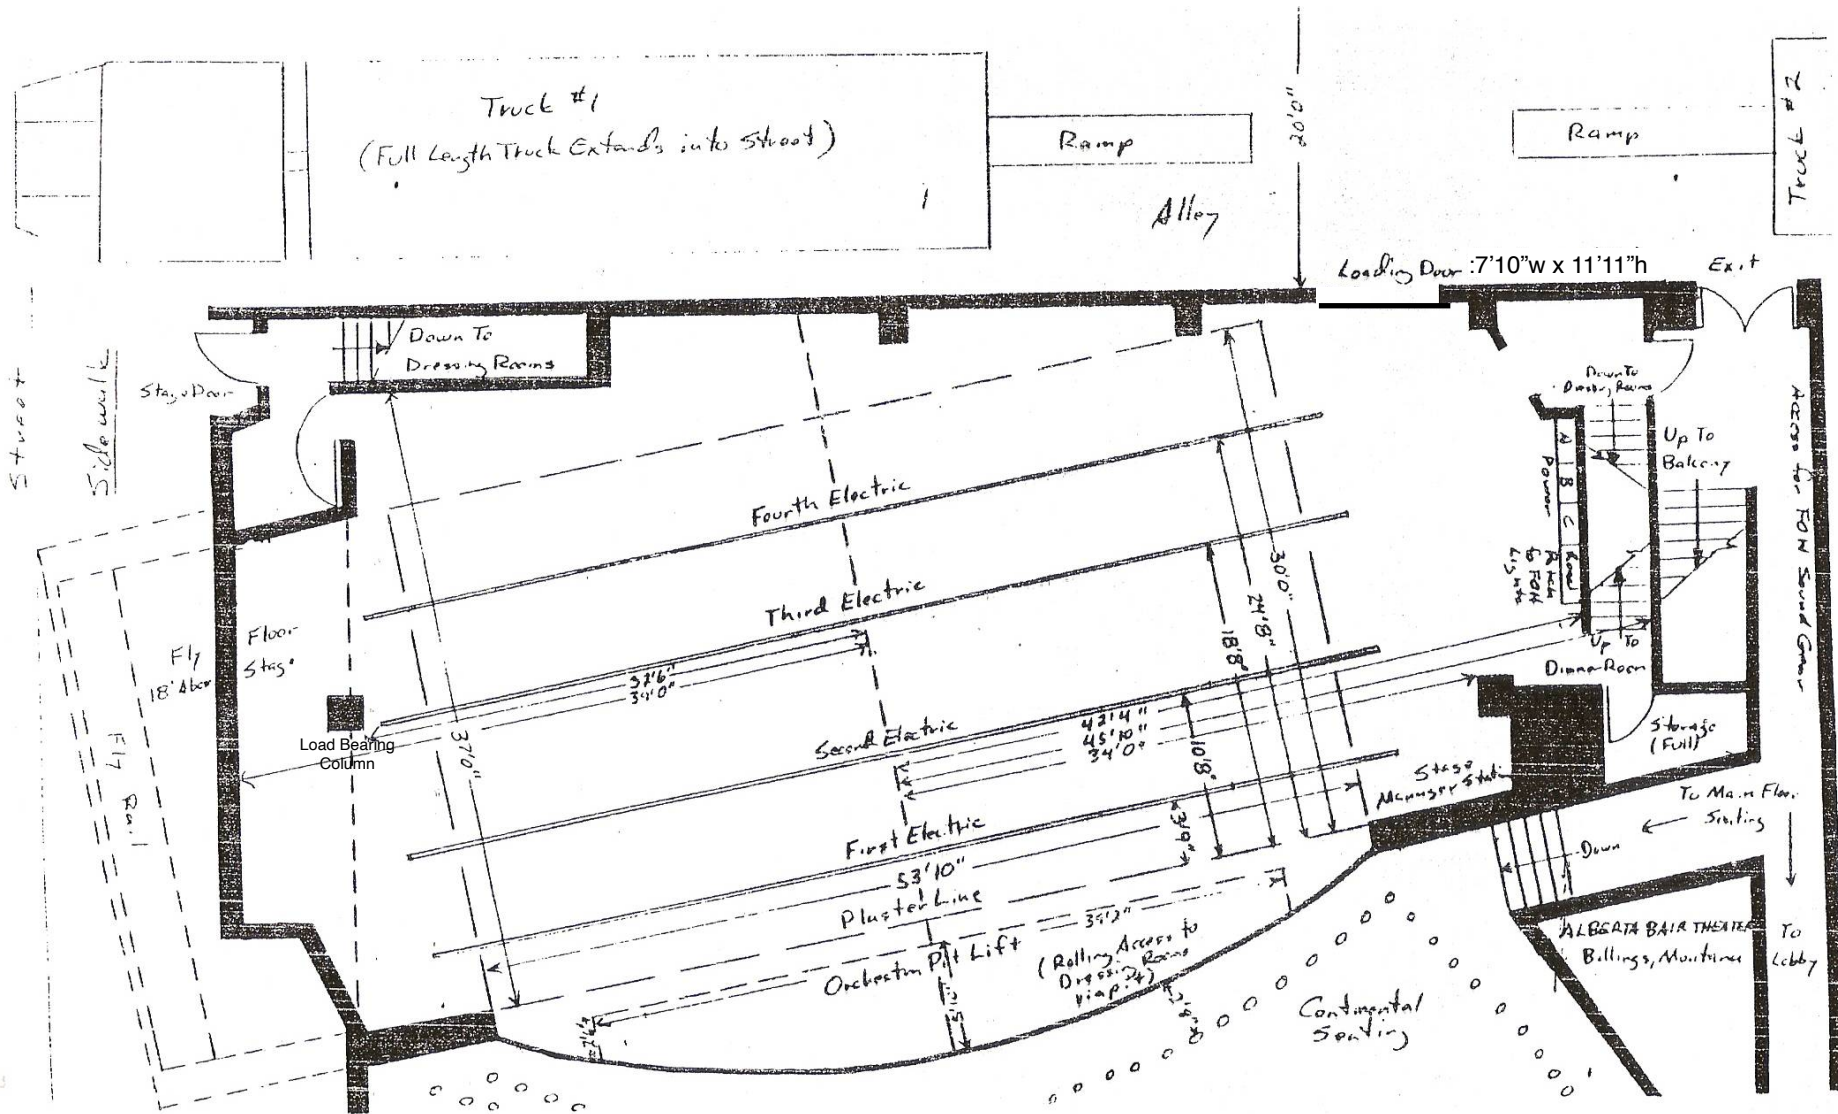 Truck #1
(Full Length Truck Extends into Street)
Ramp
20'0"
Ramp
Truck #2
Alley
Loading Door :7'10"w x 11'11"h
Exit
Street
Sidewalk
Stage Door
Down To
Dressing Rooms
Down To
Dressing Rooms
Up To
Balcony
Access for FOH Sound Gear
A B C Road
Power
Fourth Electric
Third Electric
32'6"
34'0"
30'0"
24'8"
18'8"
10'8"
3'9"
37'0"
Fly
18' Above
Floor
Stage
Fly Rail
Load Bearing
Column
Second Electric
42'4"
45'10"
34'0"
Up To
Dimmer Room
Storage
(Full)
Stage
Manager Station
First Electric
53'10"
Plaster Line
39'2"
Orchestra Pit Lift
(Rolling Access to
Dressing Rooms
via pit)
To Main Floor
Seating
Down
ALBERTA BAIR THEATER
Billings, Montana
To
Lobby
Continental
Seating